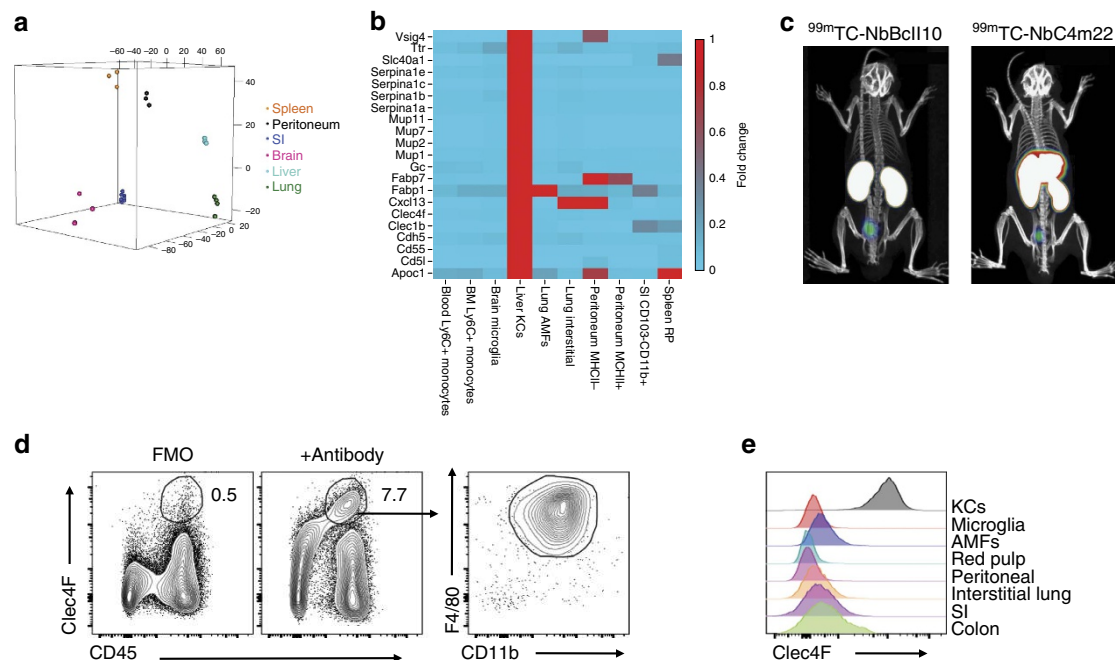 a
−60 −40 −20 0 20 40 60
40
20
0
−20
20
0
−20
−40
−60
−80
Spleen
Peritoneum
SI
Brain
Liver
Lung
b
Vsig4
Ttr
Slc40a1
Serpina1e
Serpina1c
Serpina1b
Serpina1a
Mup11
Mup7
Mup2
Mup1
Gc
Fabp7
Fabp1
Cxcl13
Clec4f
Clec1b
Cdh5
Cd55
Cd5l
Apoc1
Blood Ly6C+ monocytes
BM Ly6C+ monocytes
Brain microglia
Liver KCs
Lung AMFs
Lung interstitial
Peritoneum MHCII−
Peritoneum MCHII+
SI CD103-CD11b+
Spleen RP
1
0.8
0.6
0.4
0.2
0
Fold change
c
99mTC-NbBcII10
99mTC-NbC4m22
d
FMO
+Antibody
0.5
7.7
Clec4F
CD45
F4/80
CD11b
e
KCs
Microglia
AMFs
Red pulp
Peritoneal
Interstitial lung
SI
Colon
Clec4F